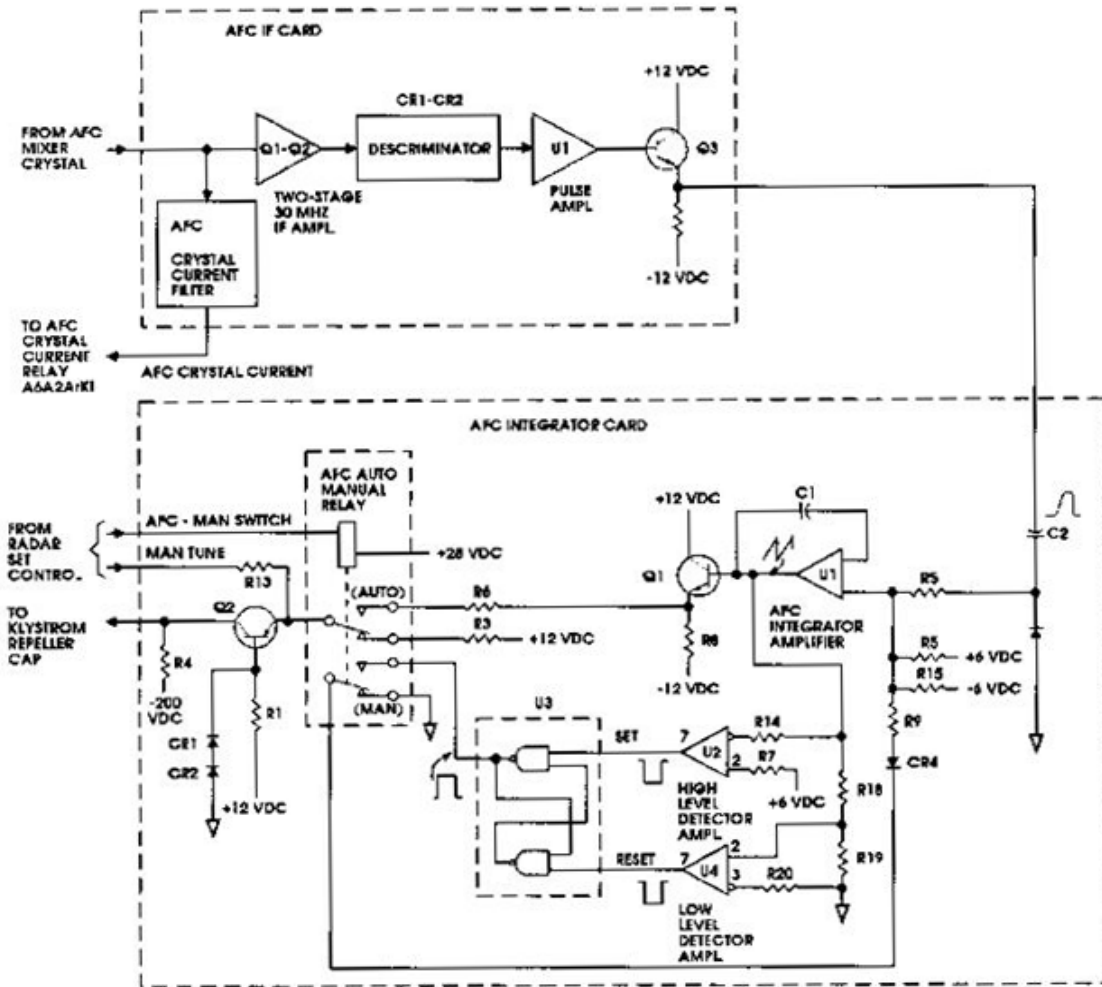 AFC IF CARD
+12 VDC
CR1-CR2
FROM AFC
MIXER
CRYSTAL
Q1-Q2
DESCRIMINATOR
U1
Q3
TWO-STAGE
30 MHZ
IF AMPL.
PULSE
AMPL
AFC
CRYSTAL
CURRENT
FILTER
-12 VDC
TO AFC
CRYSTAL
CURRENT
RELAY
AFC CRYSTAL CURRENT
AFC INTEGRATOR CARD
AFC AUTO
MANUAL
RELAY
+12 VDC
C1
C2
FROM
RADAR
SET
CONTROL
AFC - MAN SWITCH
MAN TUNE
+28 VDC
R13
Q1
U1
R5
(AUTO)
R6
Q2
AFC
INTEGRATOR
AMPLIFIER
TO
KLYSTROM
REPELLER
CAP
R3
+12 VDC
R8
R5
+6 VDC
R15
-6 VDC
R4
-12 VDC
-200
VDC
R1
(MAN)
U3
R9
SET
7
U2
R14
2
R7
CR4
CR1
CR2
+12 VDC
+6 VDC
HIGH
LEVEL
DETECTOR
AMPL.
R18
RESET
7
U4
2
3
R20
R19
LOW
LEVEL
DETECTOR
AMPL.